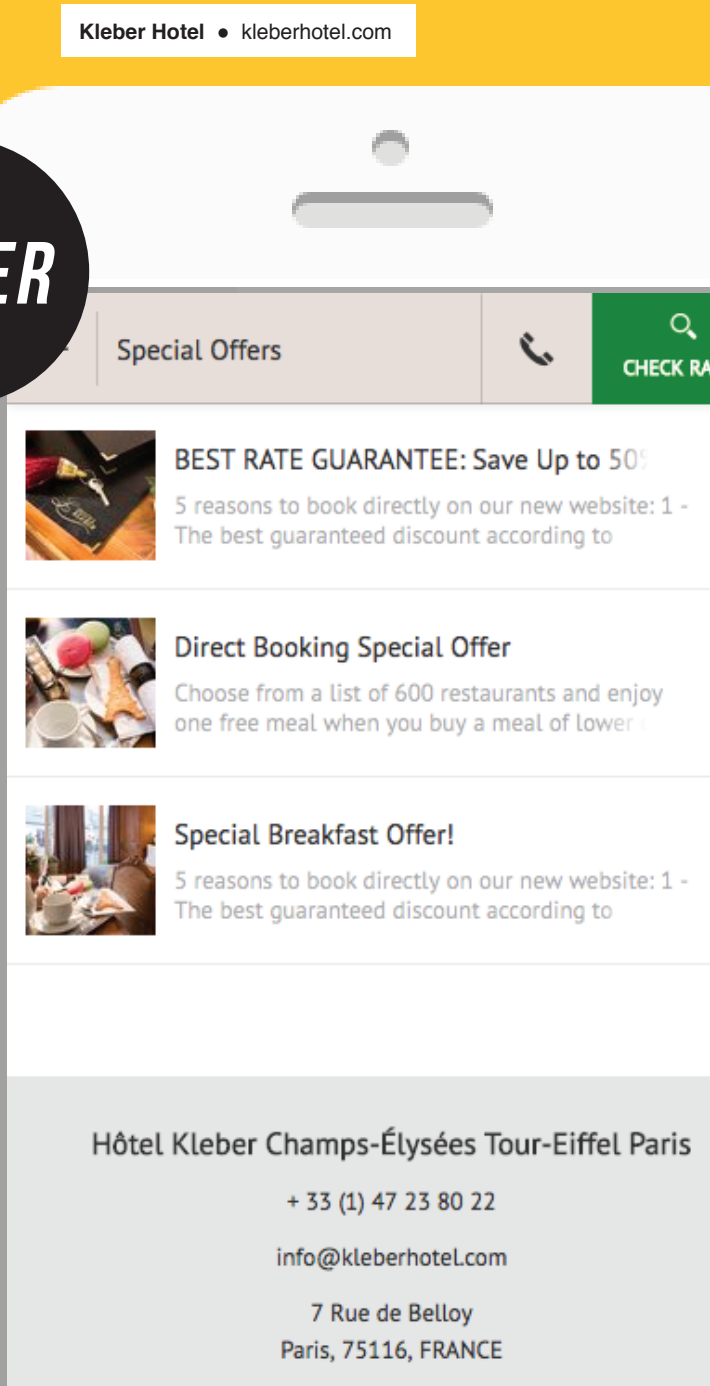 Kleber Hotel ● kleberhotel.com
ER
Special Offers
CHECK RA
BEST RATE GUARANTEE: Save Up to 50%
5 reasons to book directly on our new website: 1 -
The best guaranteed discount according to
Direct Booking Special Offer
Choose from a list of 600 restaurants and enjoy
one free meal when you buy a meal of lower
Special Breakfast Offer!
5 reasons to book directly on our new website: 1 -
The best guaranteed discount according to
Hôtel Kleber Champs-Élysées Tour-Eiffel Paris
+ 33 (1) 47 23 80 22
info@kleberhotel.com
7 Rue de Belloy
Paris, 75116, FRANCE